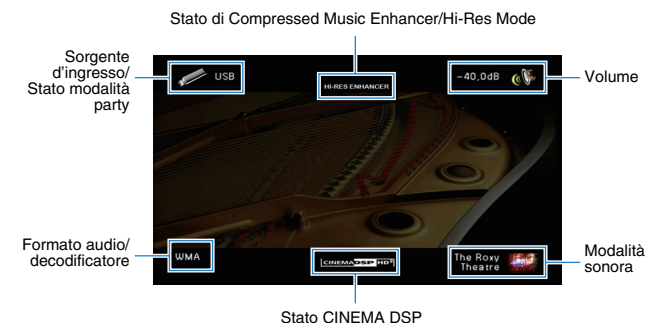 Stato di Compressed Music Enhancer/Hi-Res Mode
Sorgente
d'ingresso/
Stato modalità
party
USB
HI-RES ENHANCER
-40,0dB
Volume
Formato audio/
decodificatore
WMA
CINEMA DSP HD³
The Roxy
Theatre
Modalità
sonora
Stato CINEMA DSP